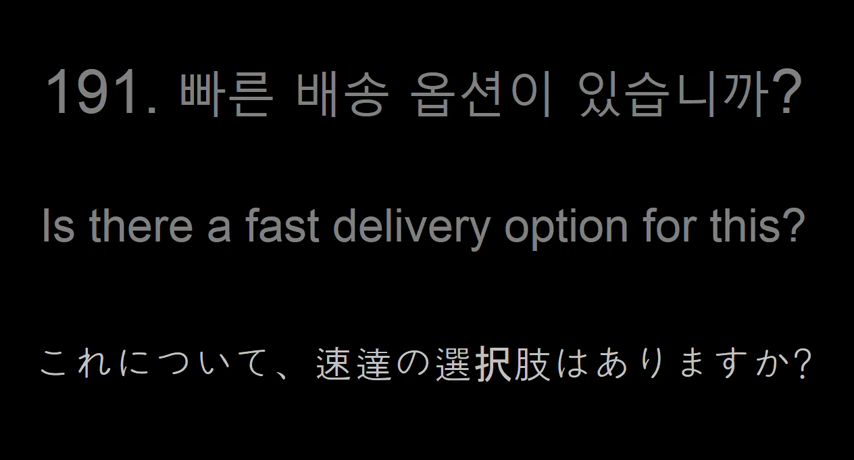 191. 빠른 배송 옵션이 있습니까?
Is there a fast delivery option for this?
これについて、速達の選択肢はありますか?